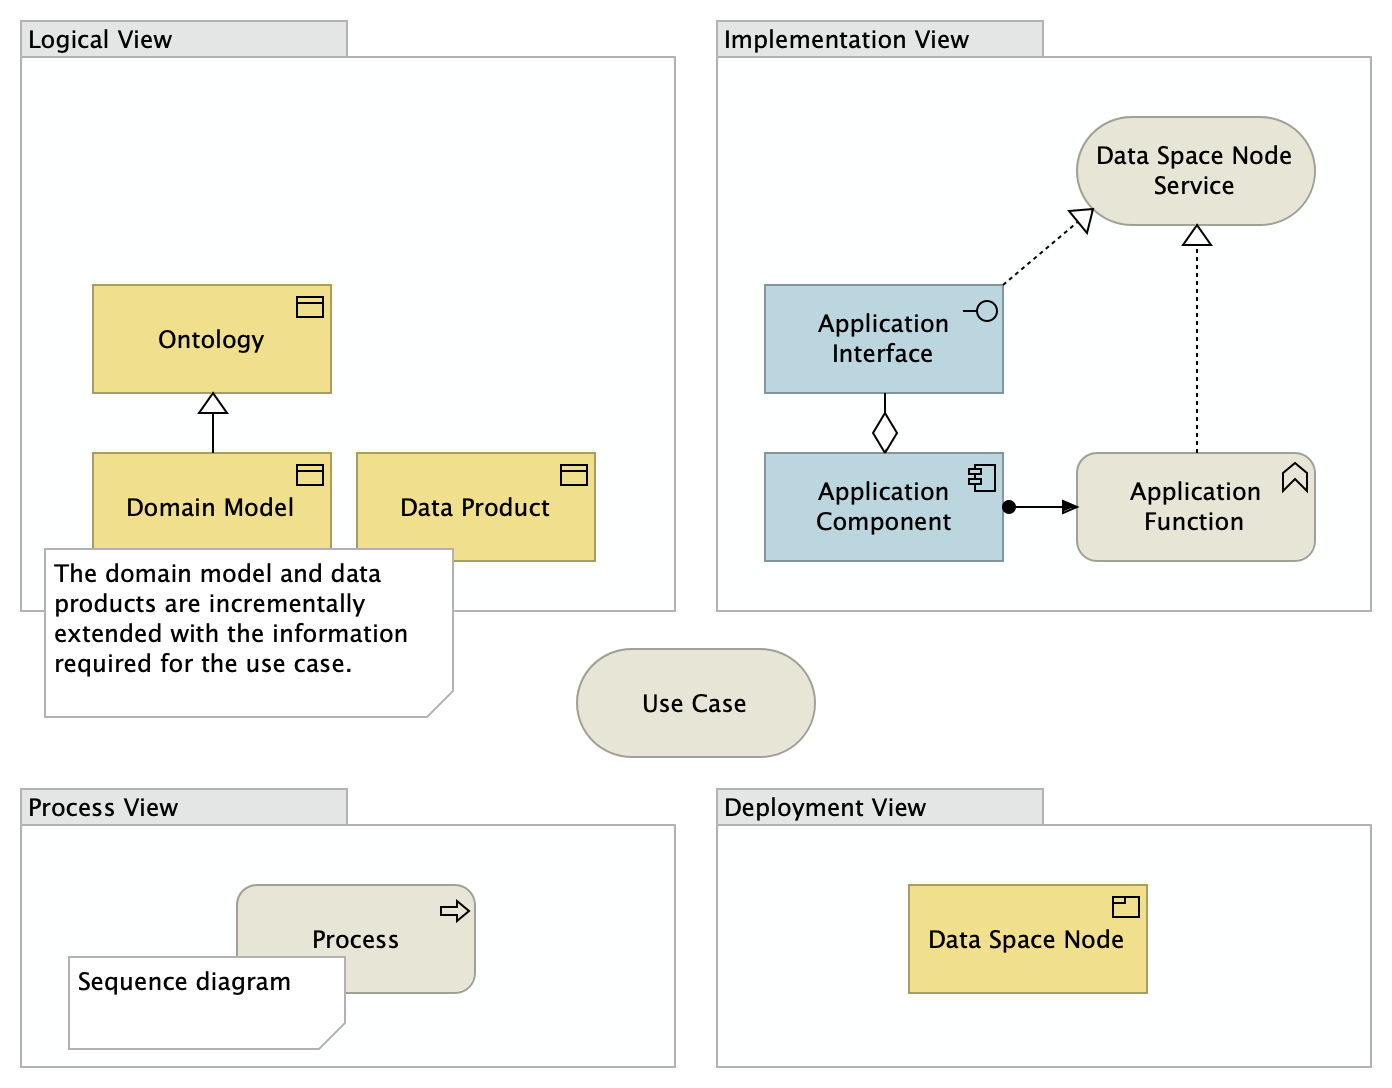 Logical View
Ontology
Domain Model
Data Product
The domain model and data
products are incrementally
extended with the information
required for the use case.
Implementation View
Data Space Node
Service
Application
Interface
Application
Component
Application
Function
Use Case
Process View
Process
Sequence diagram
Deployment View
Data Space Node